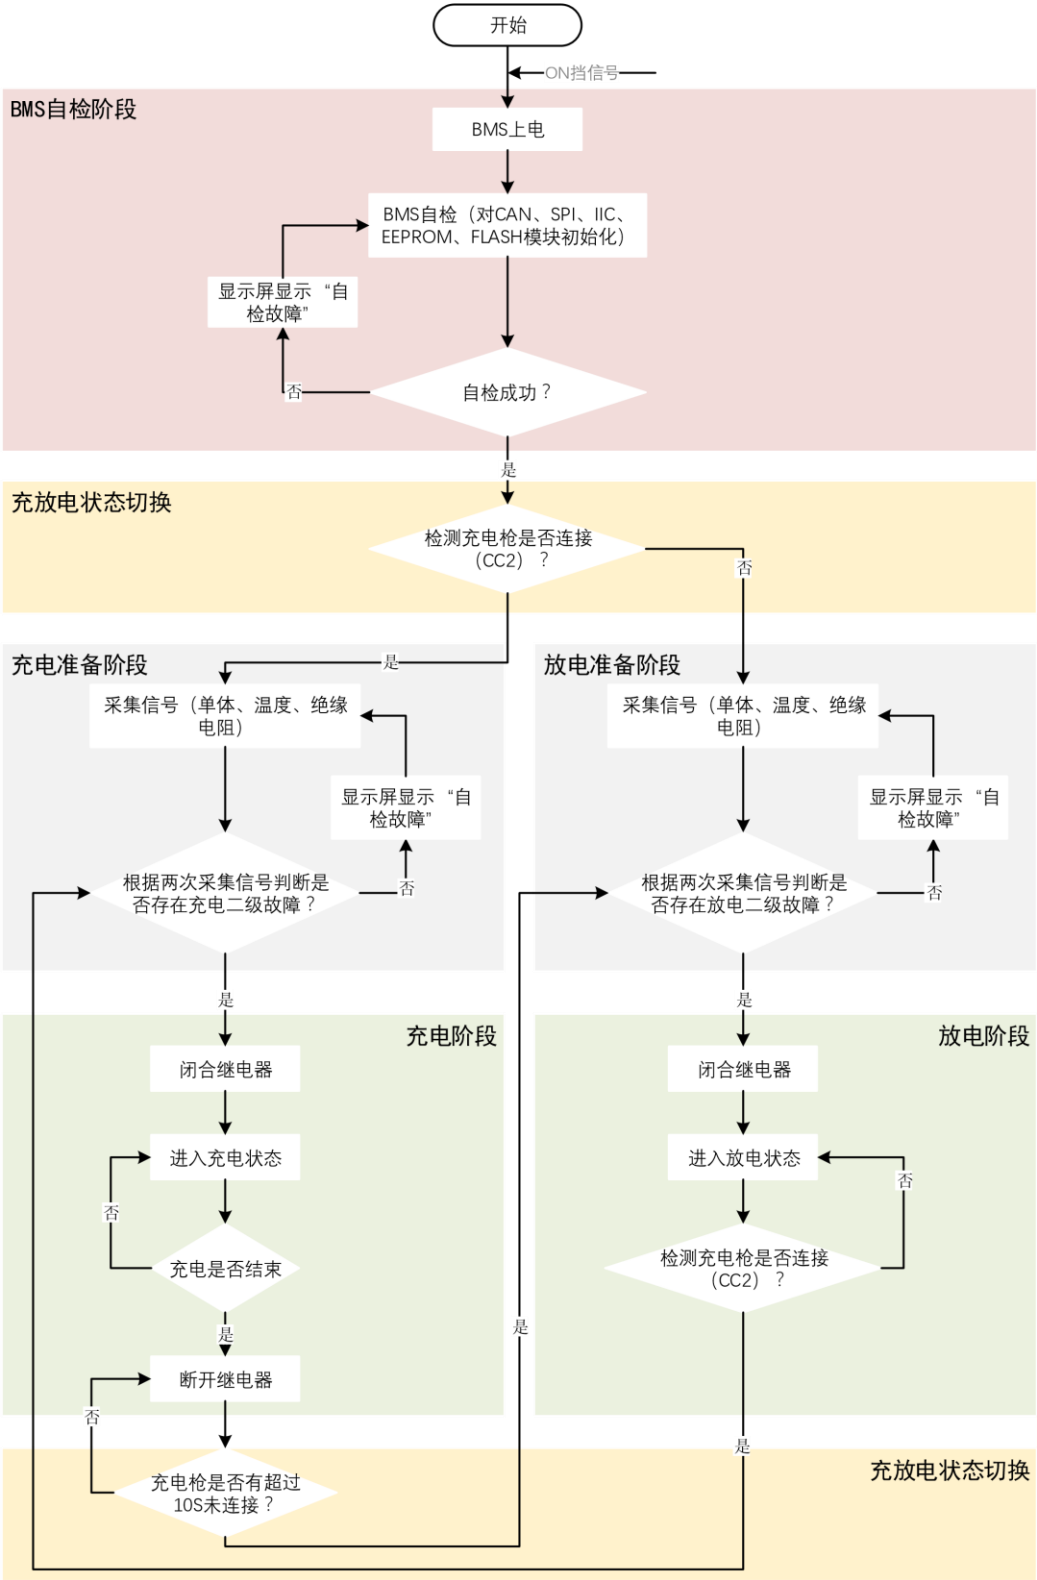 开始
ON挡信号
BMS自检阶段
BMS上电
BMS自检（对CAN、SPI、IIC、
EEPROM、FLASH模块初始化）
显示屏显示 “自
检故障”
否
自检成功？
是
充放电状态切换
检测充电枪是否连接
（CC2）？
否
是
充电准备阶段
采集信号（单体、温度、绝缘
电阻）
显示屏显示 “自
检故障”
根据两次采集信号判断是
否存在充电二级故障？
否
是
放电准备阶段
采集信号（单体、温度、绝缘
电阻）
显示屏显示 “自
检故障”
根据两次采集信号判断是
否存在放电二级故障？
否
是
充电阶段
闭合继电器
进入充电状态
否
充电是否结束
是
断开继电器
否
放电阶段
闭合继电器
进入放电状态
否
检测充电枪是否连接
（CC2）？
是
是
充放电状态切换
充电枪是否有超过
10S未连接？